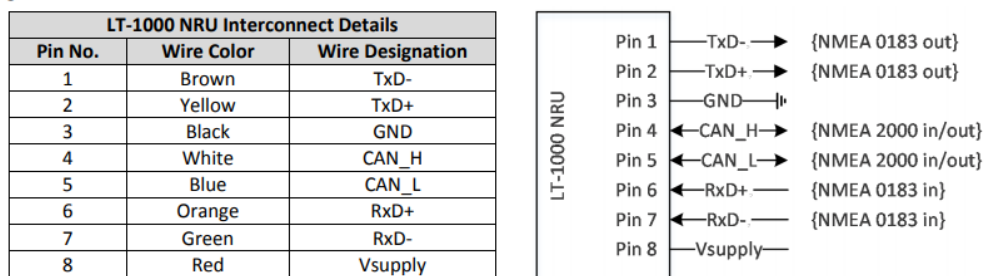 LT-1000 NRU Interconnect Details
Pin No. Wire Color Wire Designation
1 Brown TxD-
2 Yellow TxD+
3 Black GND
4 White CAN_H
5 Blue CAN_L
6 Orange RxD+
7 Green RxD-
8 Red Vsupply
LT-1000 NRU
Pin 1 TxD- {NMEA 0183 out}
Pin 2 TxD+ {NMEA 0183 out}
Pin 3 GND
Pin 4 CAN_H {NMEA 2000 in/out}
Pin 5 CAN_L {NMEA 2000 in/out}
Pin 6 RxD+ {NMEA 0183 in}
Pin 7 RxD- {NMEA 0183 in}
Pin 8 Vsupply